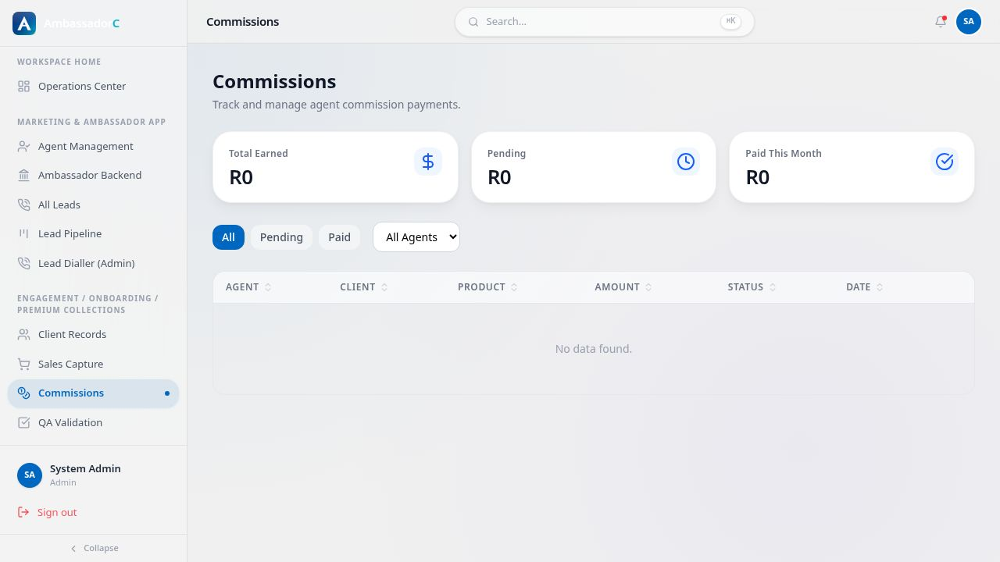 AmbassadorC
WORKSPACE HOME
Operations Center
MARKETING & AMBASSADOR APP
Agent Management
Ambassador Backend
All Leads
Lead Pipeline
Lead Dialler (Admin)
ENGAGEMENT / ONBOARDING /
PREMIUM COLLECTIONS
Client Records
Sales Capture
Commissions
QA Validation
SA
System Admin
Admin
Sign out
Collapse
Commissions
Search...
⌘K
SA
Commissions
Track and manage agent commission payments.
Total Earned
R0
Pending
R0
Paid This Month
R0
All
Pending
Paid
All Agents
AGENT CLIENT PRODUCT AMOUNT STATUS DATE
No data found.